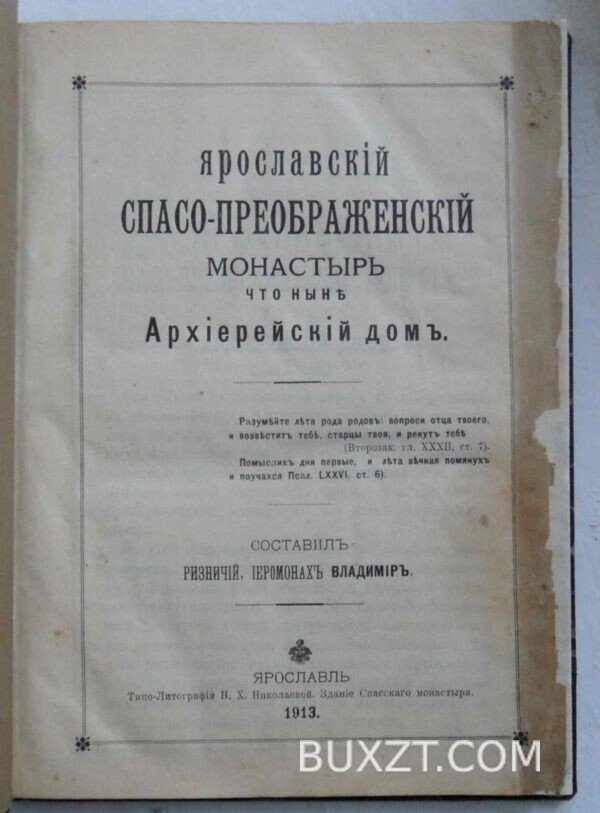 ЯРОСЛАВСКІЙ
СПАСО-ПРЕОБРАЖЕНСКІЙ
МОНАСТЫРЬ
ЧТО НЫНѢ
Архіерейскій домъ.
Разумѣйте лѣта рода родовъ: вопроси отца твоего,
и возвѣститъ тебѣ, старцы твоя, и рекутъ тебѣ
(Второзак. гл. XXXII, ст. 7).
Помыслихъ дни первые, и лѣта вѣчная помянухъ
и поучахся Псал. LXXVI, ст. 6).
СОСТАВИЛЪ
РИЗНИЧІЙ, ІЕРОМОНАХЪ ВЛАДИМІРЪ.
ЯРОСЛАВЛЬ
Типо-Литографія Н. Х. Николаевой. Зданіе Спасскаго монастыря.
1913.
BUXZT.COM